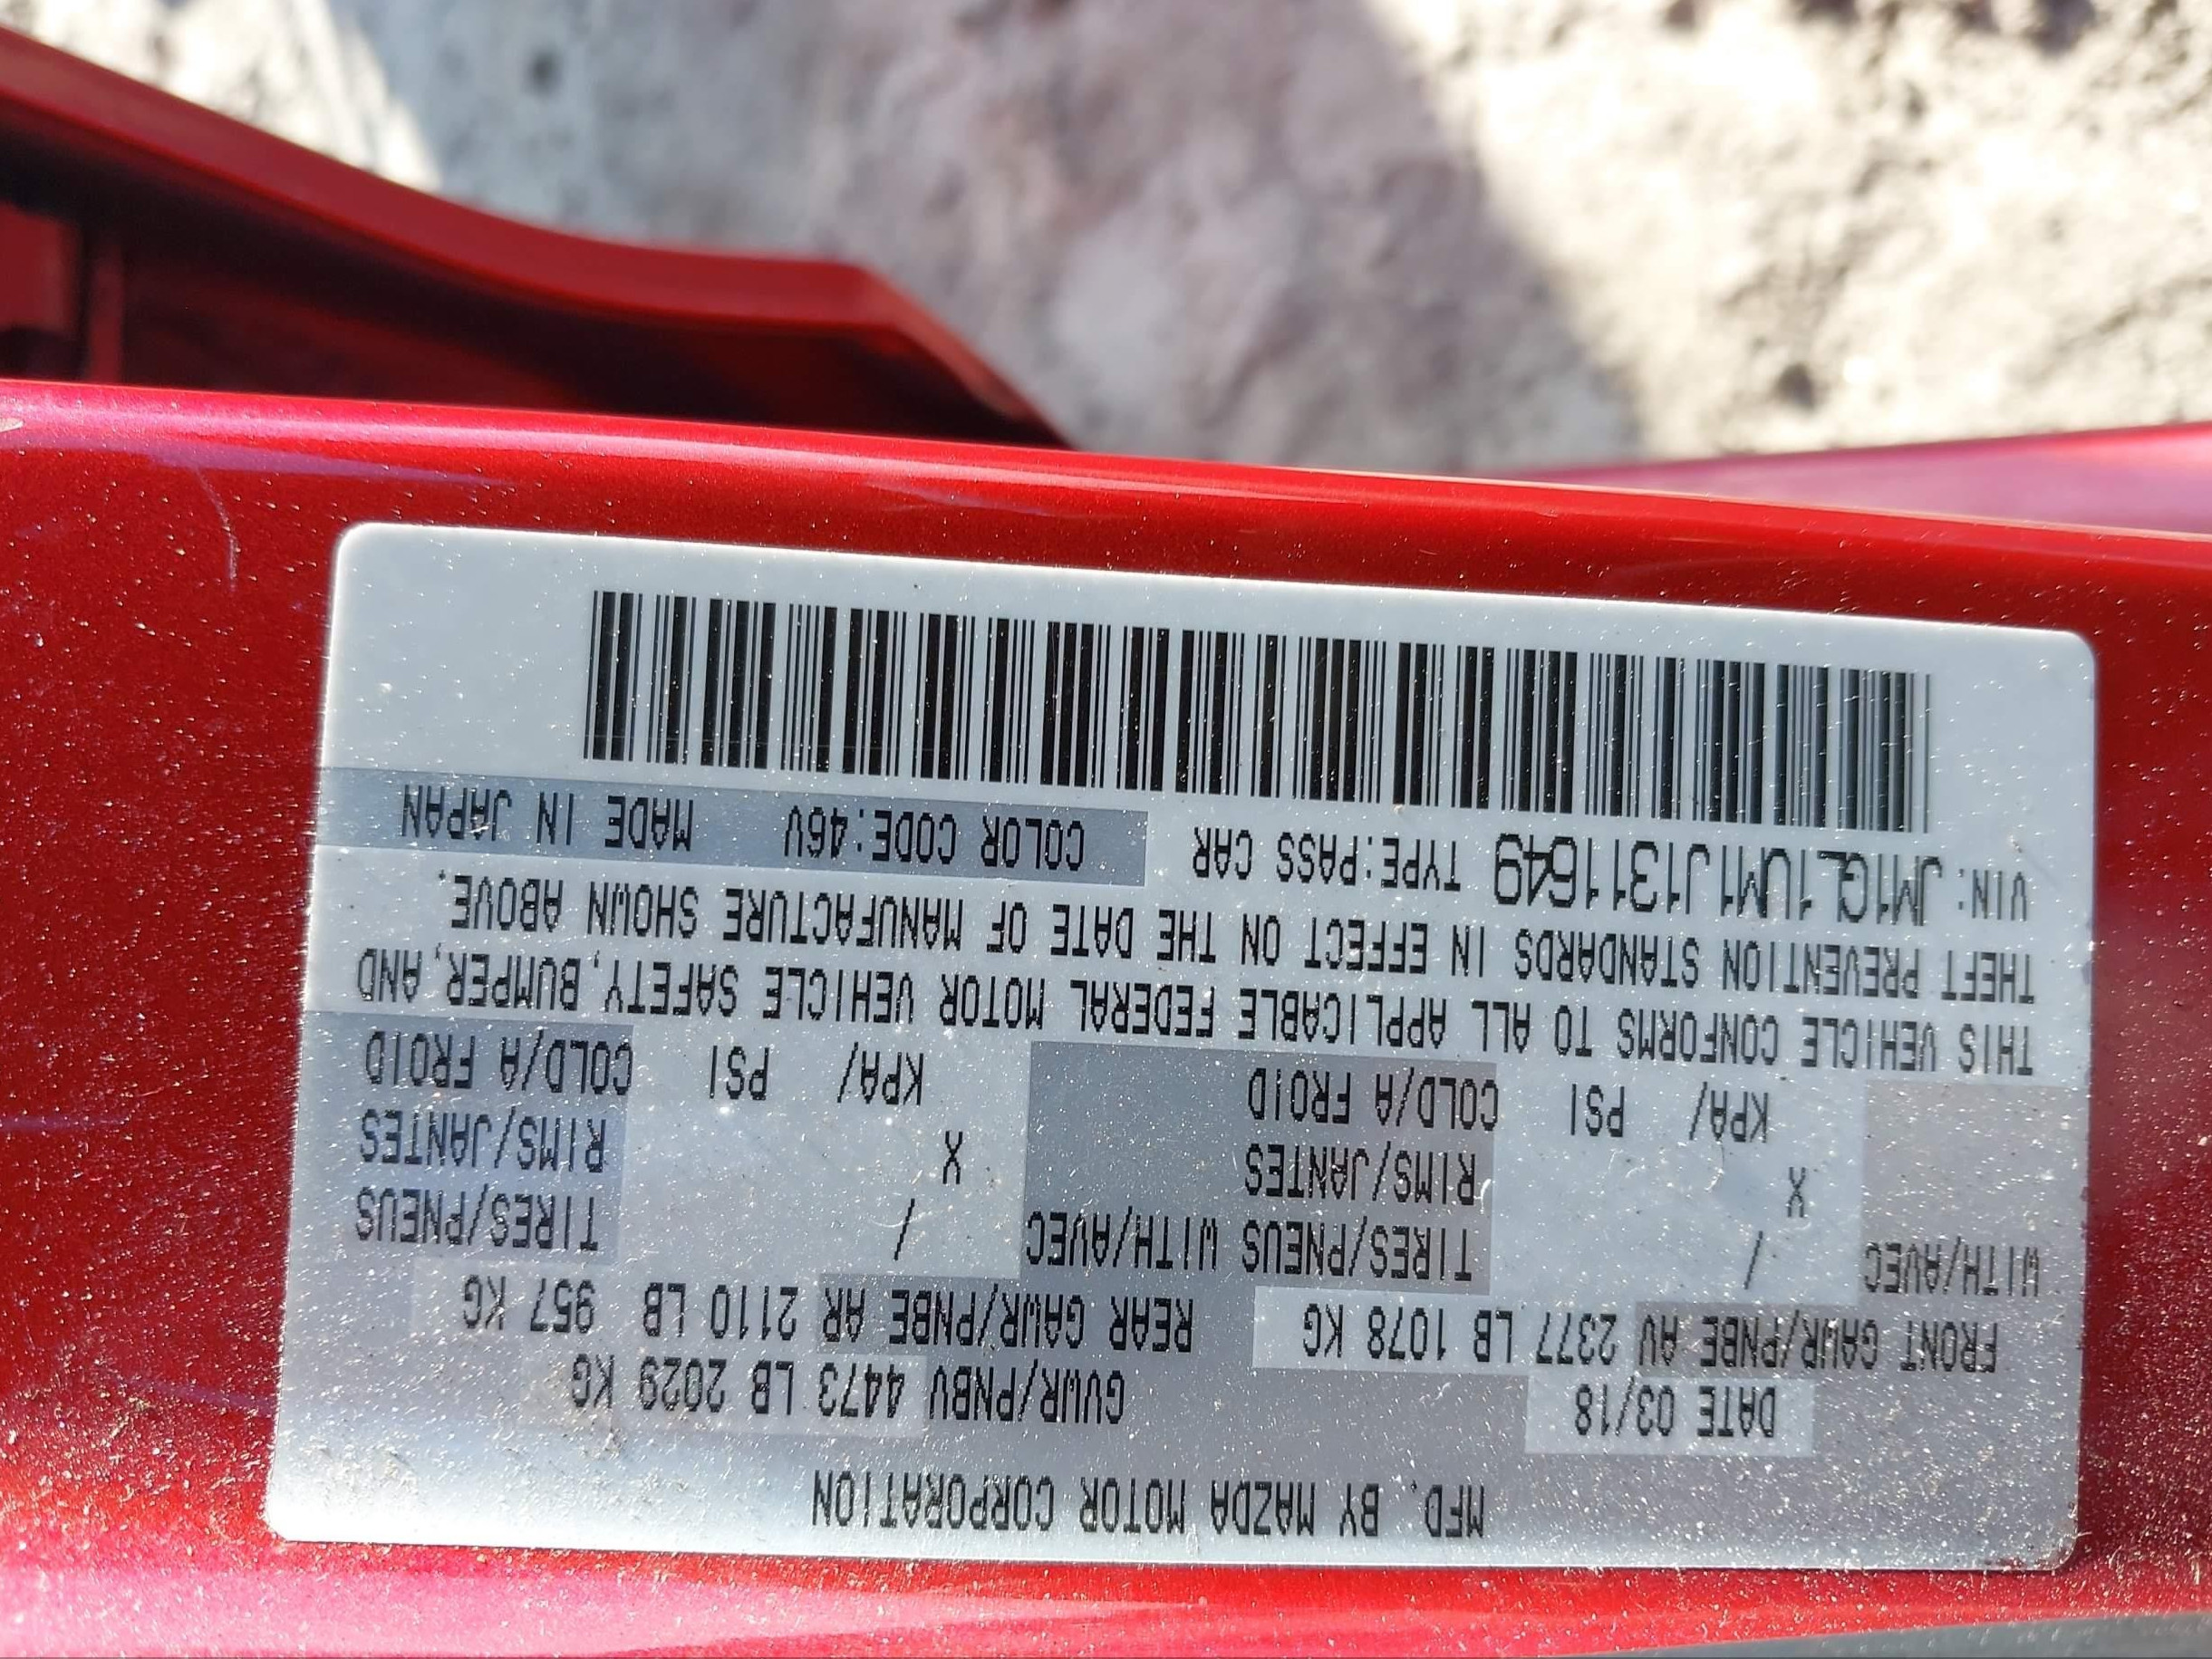 MFD. BY MAZDA MOTOR CORPORATION
DATE 03/18 GVWR/PNBV 4473 LB 2029 KG
FRONT GAWR/PNBE AV 2377 LB 1078 KG REAR GAWR/PNBE AR 2110 LB 957 KG
WITH/AVEC / TIRES/PNEUS WITH/AVEC / TIRES/PNEUS
X RIMS/JANTES X RIMS/JANTES
KPA/ PSI COLD/A FROID KPA/ PSI COLD/A FROID
THIS VEHICLE CONFORMS TO ALL APPLICABLE FEDERAL MOTOR VEHICLE SAFETY, BUMPER, AND
THEFT PREVENTION STANDARDS IN EFFECT ON THE DATE OF MANUFACTURE SHOWN ABOVE.
VIN: JM1GL1UM1J1311649 TYPE:PASS CAR COLOR CODE:46V MADE IN JAPAN